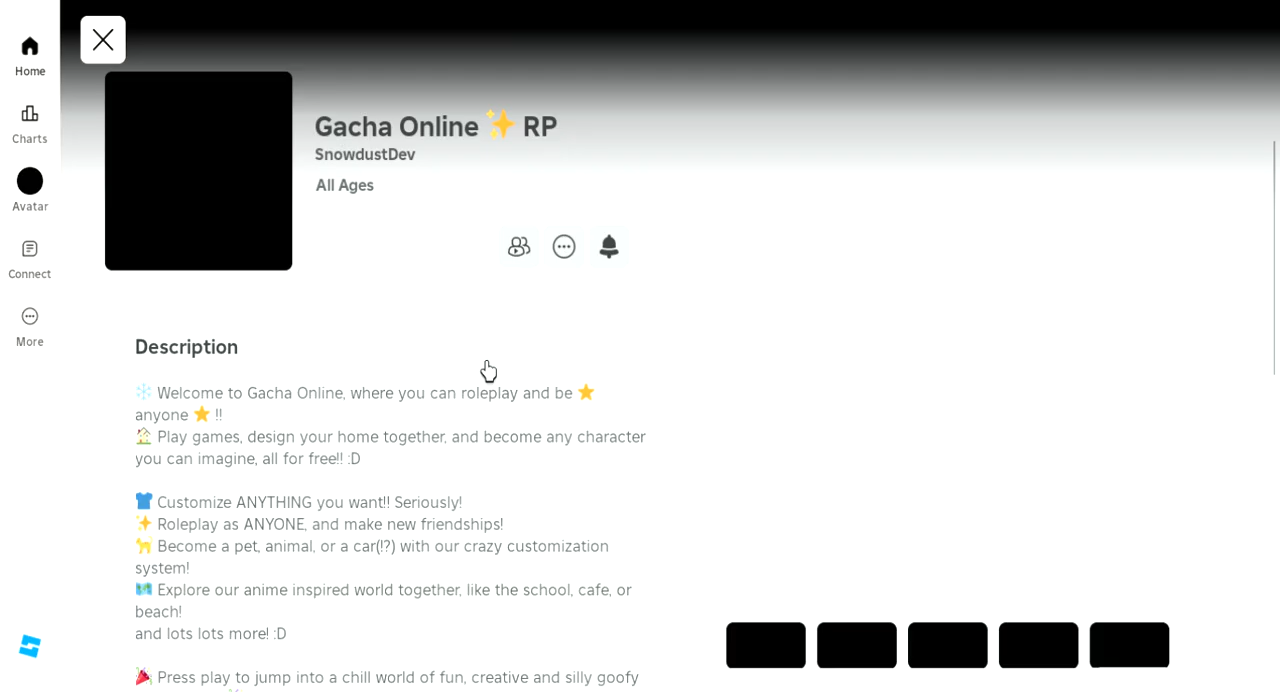 Home
Charts
Avatar
Connect
More
Gacha Online ✨ RP
SnowdustDev
All Ages
Description
❄️ Welcome to Gacha Online, where you can roleplay and be ⭐
anyone ⭐ !!
🏡 Play games, design your home together, and become any character
you can imagine, all for free!! :D
👕 Customize ANYTHING you want!! Seriously!
✨ Roleplay as ANYONE, and make new friendships!
🐕 Become a pet, animal, or a car(!?) with our crazy customization
system!
🗺️ Explore our anime inspired world together, like the school, cafe, or
beach!
and lots lots more! :D
🎉 Press play to jump into a chill world of fun, creative and silly goofy